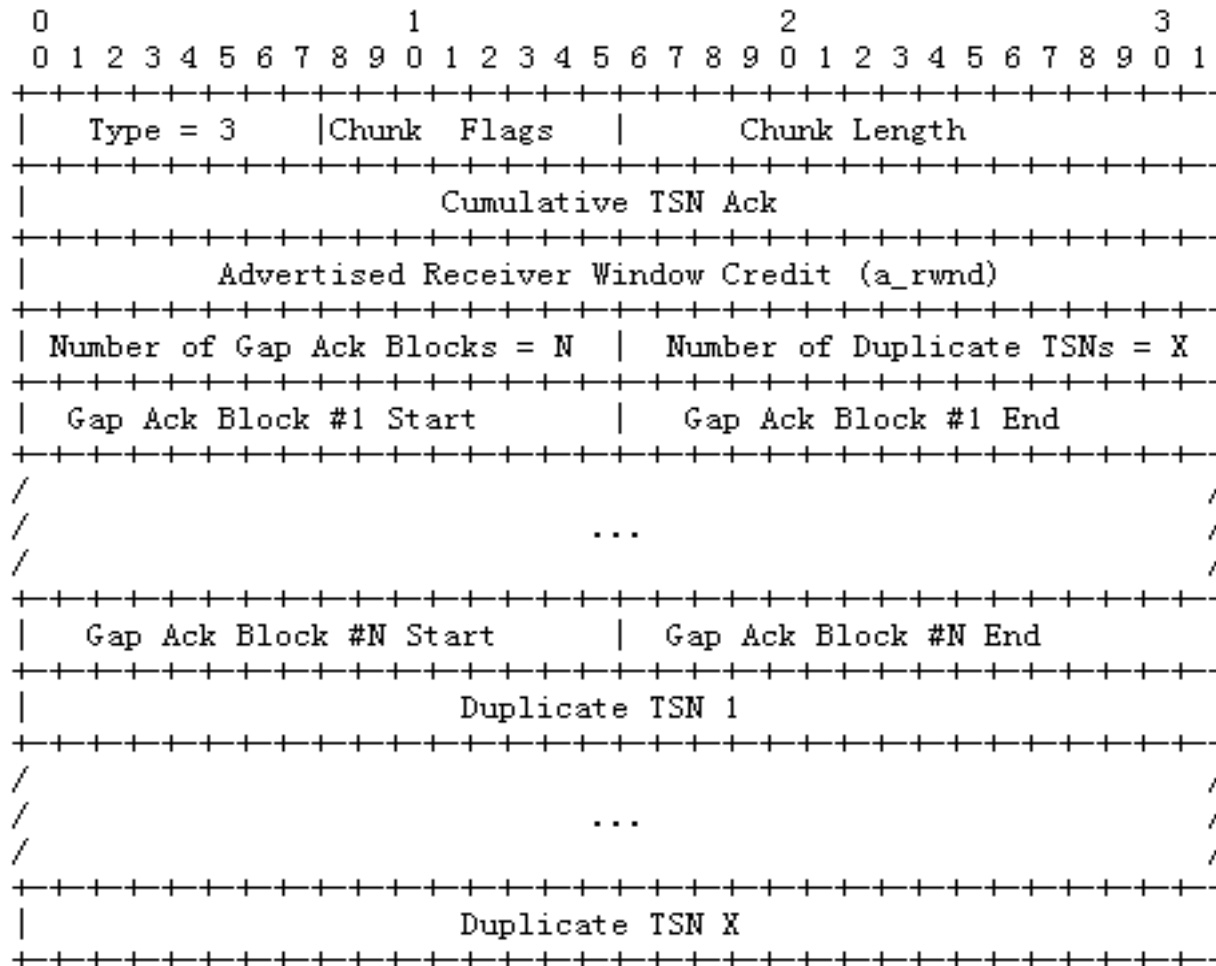 0                   1                   2                   3
0 1 2 3 4 5 6 7 8 9 0 1 2 3 4 5 6 7 8 9 0 1 2 3 4 5 6 7 8 9 0 1
+-+-+-+-+-+-+-+-+-+-+-+-+-+-+-+-+-+-+-+-+-+-+-+-+-+-+-+-+-+-+-+-
|   Type = 3    |Chunk  Flags   |      Chunk Length
+-+-+-+-+-+-+-+-+-+-+-+-+-+-+-+-+-+-+-+-+-+-+-+-+-+-+-+-+-+-+-+-
|                      Cumulative TSN Ack
+-+-+-+-+-+-+-+-+-+-+-+-+-+-+-+-+-+-+-+-+-+-+-+-+-+-+-+-+-+-+-+-
|          Advertised Receiver Window Credit (a_rwnd)
+-+-+-+-+-+-+-+-+-+-+-+-+-+-+-+-+-+-+-+-+-+-+-+-+-+-+-+-+-+-+-+-
| Number of Gap Ack Blocks = N  |  Number of Duplicate TSNs = X
+-+-+-+-+-+-+-+-+-+-+-+-+-+-+-+-+-+-+-+-+-+-+-+-+-+-+-+-+-+-+-+-
|  Gap Ack Block #1 Start       |   Gap Ack Block #1 End
+-+-+-+-+-+-+-+-+-+-+-+-+-+-+-+-+-+-+-+-+-+-+-+-+-+-+-+-+-+-+-+-
/                                                               /
/                              ...                              /
/                                                               /
+-+-+-+-+-+-+-+-+-+-+-+-+-+-+-+-+-+-+-+-+-+-+-+-+-+-+-+-+-+-+-+-
|   Gap Ack Block #N Start      |  Gap Ack Block #N End
+-+-+-+-+-+-+-+-+-+-+-+-+-+-+-+-+-+-+-+-+-+-+-+-+-+-+-+-+-+-+-+-
|                       Duplicate TSN 1
+-+-+-+-+-+-+-+-+-+-+-+-+-+-+-+-+-+-+-+-+-+-+-+-+-+-+-+-+-+-+-+-
/                                                               /
/                              ...                              /
/                                                               /
+-+-+-+-+-+-+-+-+-+-+-+-+-+-+-+-+-+-+-+-+-+-+-+-+-+-+-+-+-+-+-+-
|                       Duplicate TSN X
+-+-+-+-+-+-+-+-+-+-+-+-+-+-+-+-+-+-+-+-+-+-+-+-+-+-+-+-+-+-+-+-